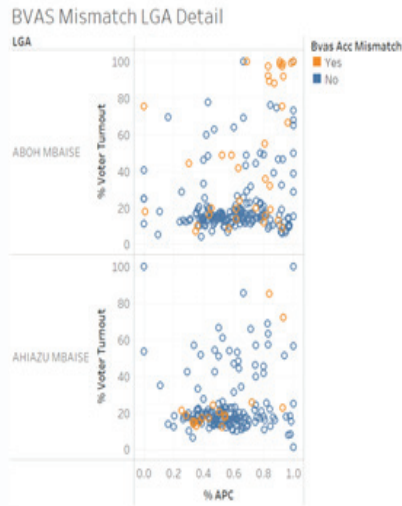 BVAS Mismatch LGA Detail
LGA
Bvas Acc Mismatch
Yes
No
100
80
60
40
20
0
% Voter Turnout
ABOH MBAISE
100
80
60
40
20
0
% Voter Turnout
AHIAZU MBAISE
0.0 0.2 0.4 0.6 0.8 1.0
% APC